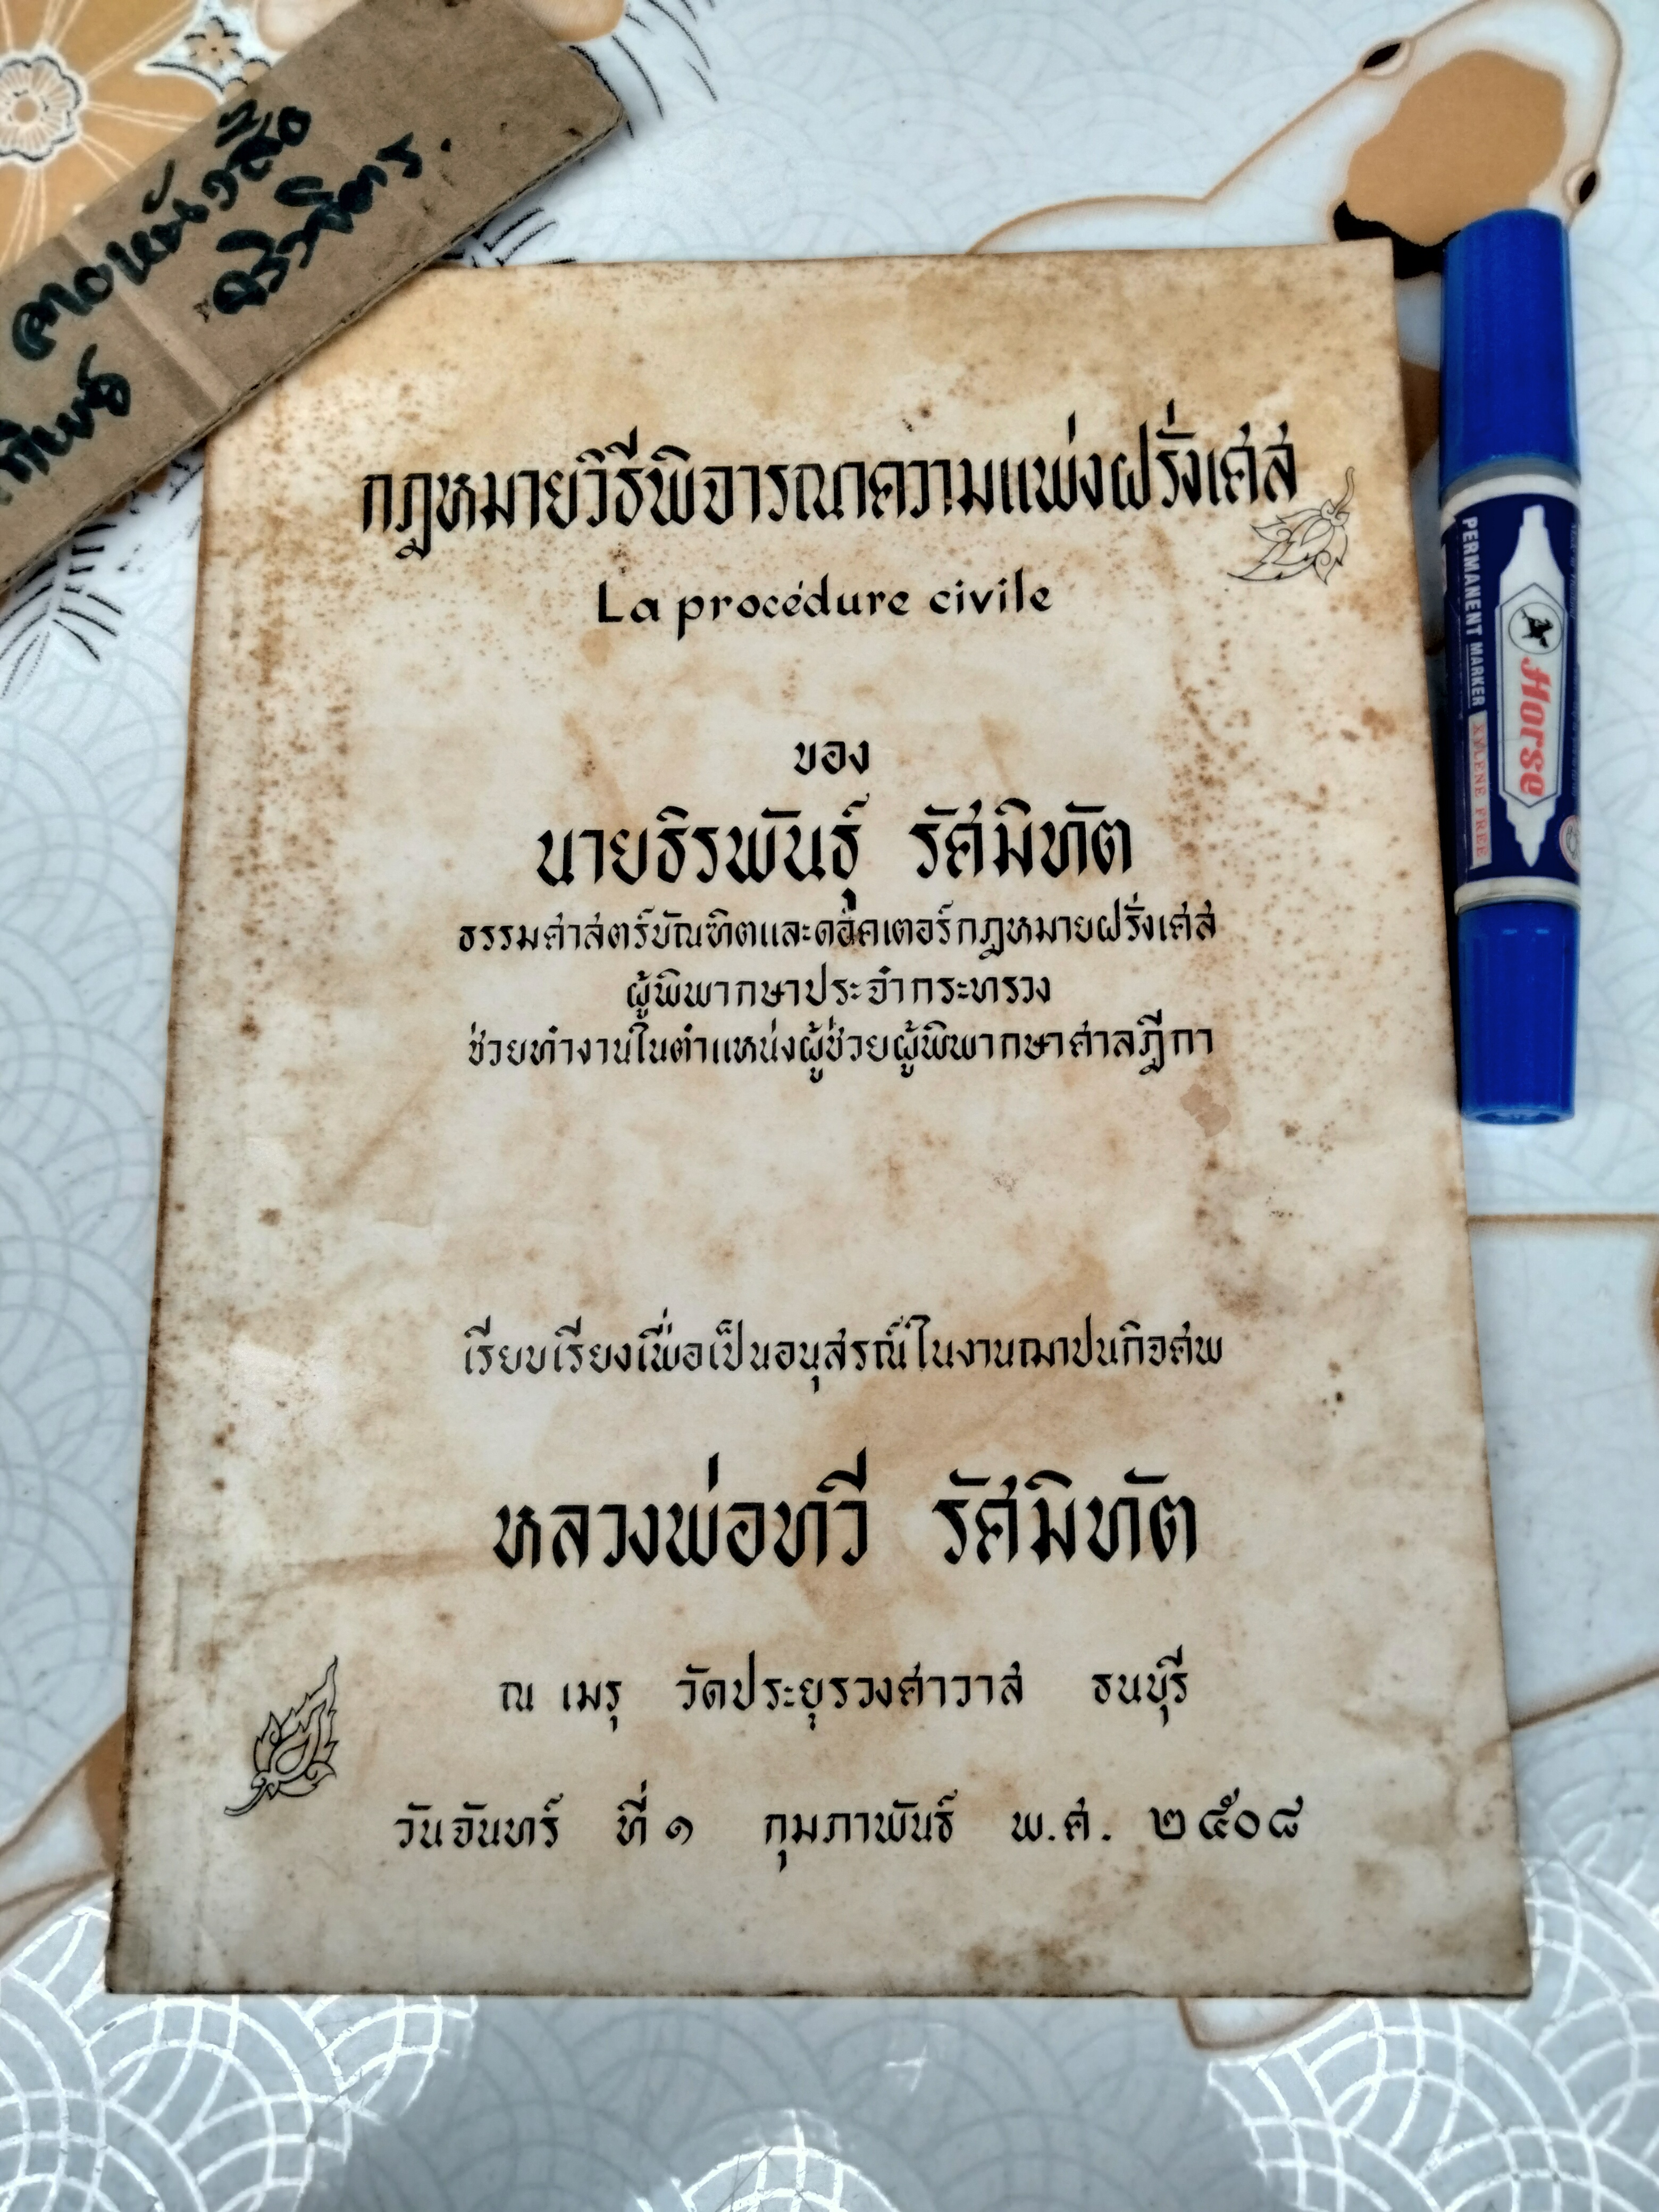 กฎหมายวิธีพิจารณาความแพ่งฝรั่งเศส
La procédure civile
ของ
นายธิรพันธุ์ รัศมิทัต
ธรรมศาสตร์บัณฑิตและดอคเตอร์กฎหมายฝรั่งเศส
ผู้พิพากษาประจำกระทรวง
ช่วยทำงานในตำแหน่งผู้ช่วยผู้พิพากษาศาลฎีกา
เรียบเรียงเพื่อเป็นอนุสรณ์ในงานฌาปนกิจศพ
หลวงพ่อทวี รัศมิทัต
ณ เมรุ วัดประยุรวงศาวาส ธนบุรี
วันจันทร์ ที่ ๑ กุมภาพันธ์ พ.ศ. ๒๕๐๘
PERMANENT MARKER XYLENE FREE
Horse